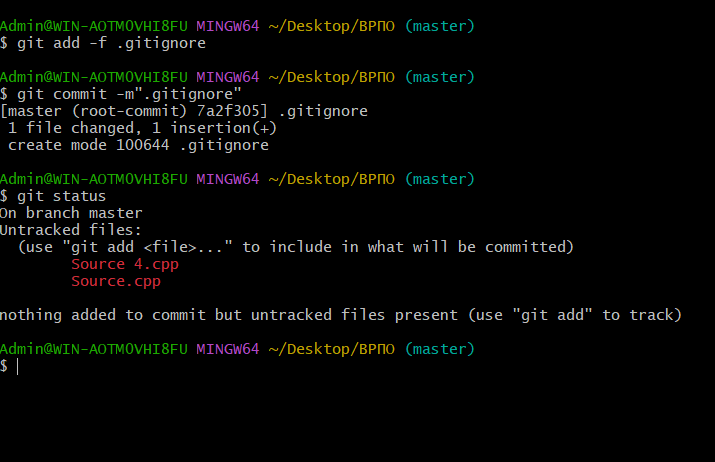 Admin@WIN-AOTM0VHI8FU MINGW64 ~/Desktop/ВРПО (master)
$ git add -f .gitignore
Admin@WIN-AOTM0VHI8FU MINGW64 ~/Desktop/ВРПО (master)
$ git commit -m".gitignore"
[master (root-commit) 7a2f305] .gitignore
 1 file changed, 1 insertion(+)
 create mode 100644 .gitignore
Admin@WIN-AOTM0VHI8FU MINGW64 ~/Desktop/ВРПО (master)
$ git status
On branch master
Untracked files:
  (use "git add <file>..." to include in what will be committed)
        Source 4.cpp
        Source.cpp
nothing added to commit but untracked files present (use "git add" to track)
Admin@WIN-AOTM0VHI8FU MINGW64 ~/Desktop/ВРПО (master)
$